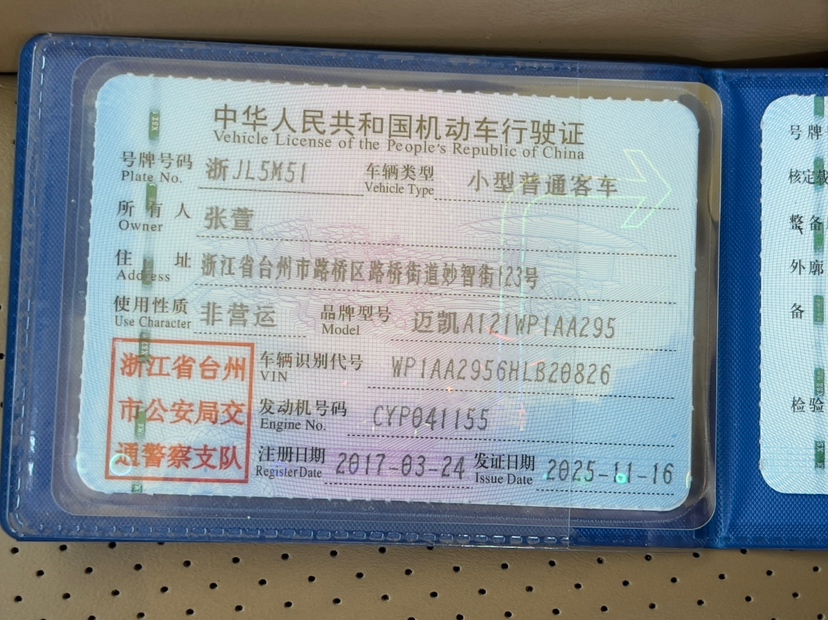 中华人民共和国机动车行驶证
Vehicle License of the People's Republic of China
号牌号码 浙JL5M51 车辆类型 小型普通客车
Plate No. Vehicle Type
所有人 张萱
Owner
住址 浙江省台州市路桥区路桥街道妙智街123号
Address
使用性质 非营运 品牌型号 迈凯A121WP1AA295
Use Character Model
浙江省台州
市公安局交
通警察支队
车辆识别代号 WP1AA2956HLB20826
VIN
发动机号码 CYP041155
Engine No.
注册日期 2017-03-24 发证日期 2025-11-16
Register Date Issue Date
号牌
核定载
整备
外廓
备
检验